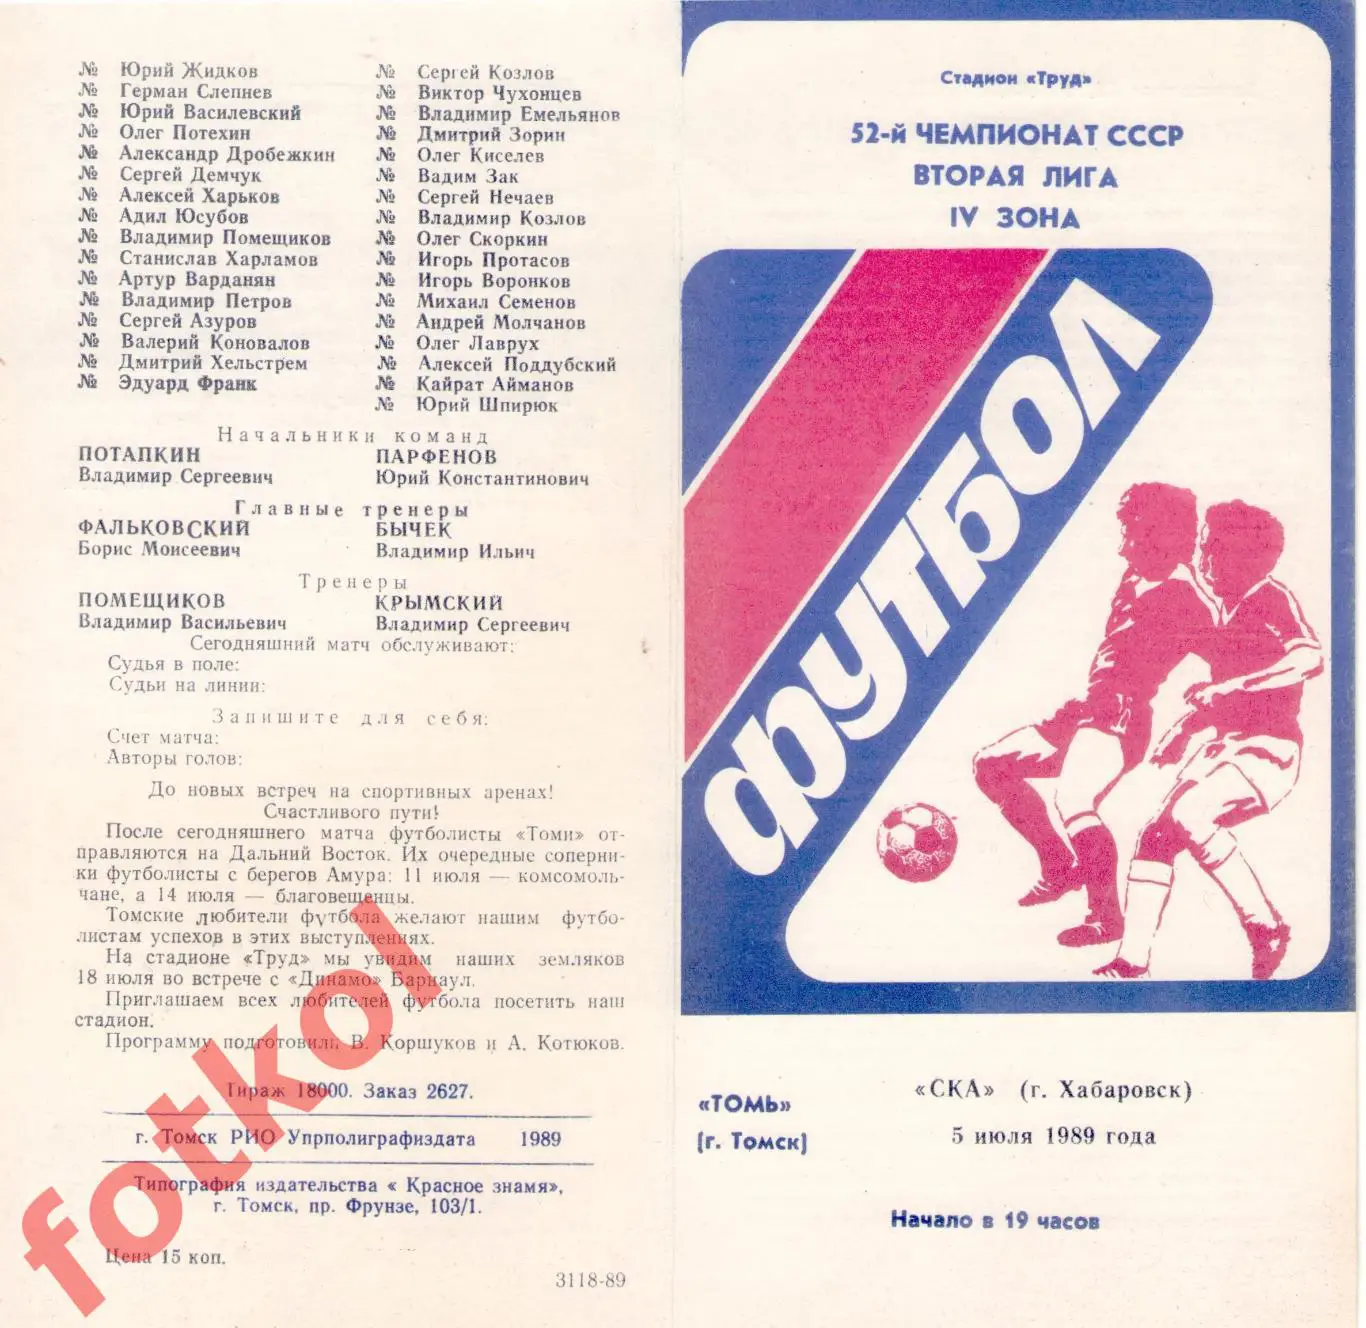 № Юрий Жидков
№ Герман Слепнев
№ Юрий Василевский
№ Олег Потехин
№ Александр Дробежкин
№ Сергей Демчук
№ Алексей Харьков
№ Адил Юсубов
№ Владимир Помещиков
№ Станислав Харламов
№ Артур Варданян
№ Владимир Петров
№ Сергей Азуров
№ Валерий Коновалов
№ Дмитрий Хельстрем
№ Эдуард Франк
№ Сергей Козлов
№ Виктор Чухонцев
№ Владимир Емельянов
№ Дмитрий Зорин
№ Олег Киселев
№ Вадим Зак
№ Сергей Нечаев
№ Владимир Козлов
№ Олег Скоркин
№ Игорь Протасов
№ Игорь Воронков
№ Михаил Семенов
№ Андрей Молчанов
№ Олег Лаврух
№ Алексей Поддубский
№ Кайрат Айманов
№ Юрий Шпирюк
Начальники команд
ПОТАПКИН ПАРФЕНОВ
Владимир Сергеевич Юрий Константинович
Главные тренеры
ФАЛЬКОВСКИЙ БЫЧЕК
Борис Моисеевич Владимир Ильич
Тренеры
ПОМЕЩИКОВ КРЫМСКИЙ
Владимир Васильевич Владимир Сергеевич
Сегодняшний матч обслуживают:
Судья в поле:
Судьи на линии:
Запишите для себя:
Счет матча:
Авторы голов:
До новых встреч на спортивных аренах!
Счастливого пути!
После сегодняшнего матча футболисты «Томи» от-
правляются на Дальний Восток. Их очередные соперни-
ки футболисты с берегов Амура: 11 июля — комсомоль-
чане, а 14 июля — благовещенцы.
Томские любители футбола желают нашим футбо-
листам успехов в этих выступлениях.
На стадионе «Труд» мы увидим наших земляков
18 июля во встрече с «Динамо» Барнаул.
Приглашаем всех любителей футбола посетить наш
стадион.
Программу подготовили В. Коршуков и А. Котюков.
Тираж 18000. Заказ 2627.
г. Томск РИО Упрполиграфиздата 1989
Типография издательства « Красное знамя»,
г. Томск, пр. Фрунзе, 103/1.
Цена 15 коп.
3118-89
fotkol
Стадион «Труд»
52-й ЧЕМПИОНАТ СССР
ВТОРАЯ ЛИГА
IV ЗОНА
футбол
«ТОМЬ»
(г. Томск)
«СКА» (г. Хабаровск)
5 июля 1989 года
Начало в 19 часов